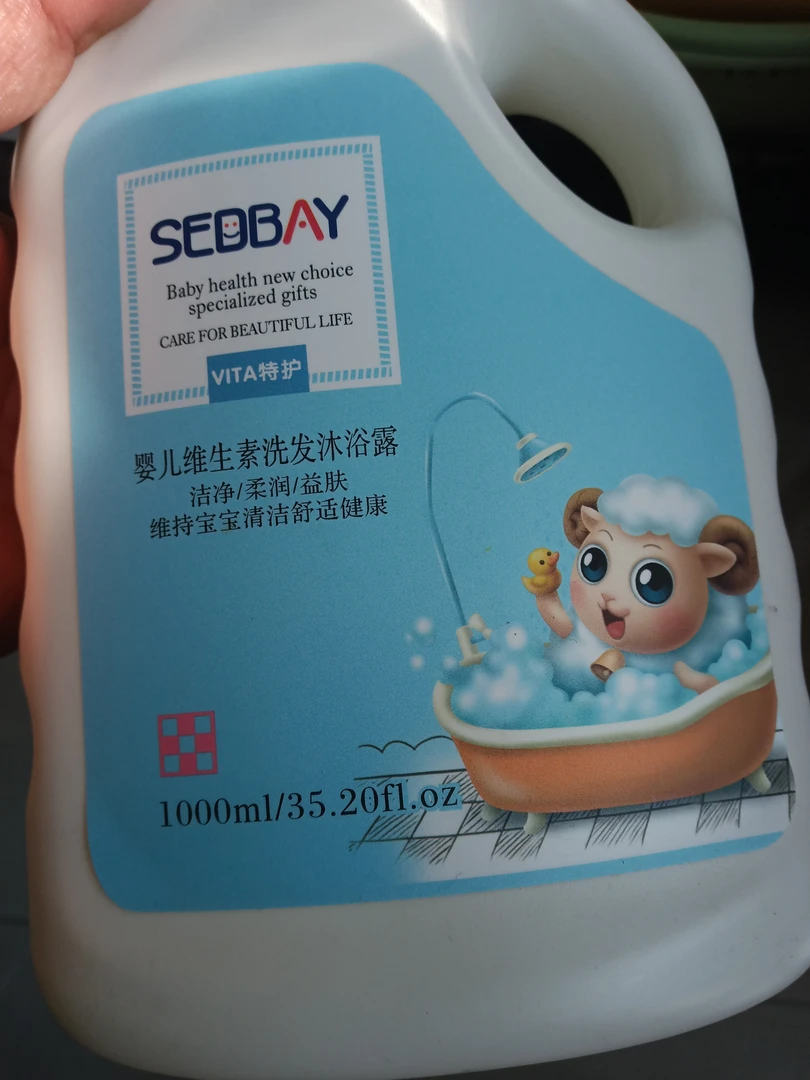 SEDBAY
Baby health new choice
specialized gifts
CARE FOR BEAUTIFUL LIFE
VITA特护
婴儿维生素洗发沐浴露
洁净/柔润/益肤
维持宝宝清洁舒适健康
1000ml/35.20fl.oz